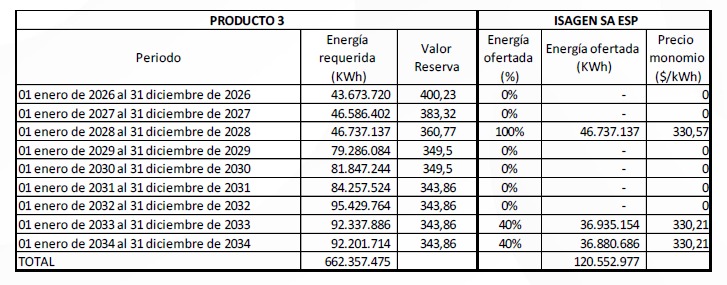 PRODUCTO 3 ISAGEN SA ESP
Periodo Energía requerida (KWh) Valor Reserva Energía ofertada (%) Energía ofertada (KWh) Precio monomio ($/kWh)
01 enero de 2026 al 31 diciembre de 2026 43.673.720 400,23 0% - 0
01 enero de 2027 al 31 diciembre de 2027 46.586.402 383,32 0% - 0
01 enero de 2028 al 31 diciembre de 2028 46.737.137 360,77 100% 46.737.137 330,57
01 enero de 2029 al 31 diciembre de 2029 79.286.084 349,5 0% - 0
01 enero de 2030 al 31 diciembre de 2030 81.847.244 349,5 0% - 0
01 enero de 2031 al 31 diciembre de 2031 84.257.524 343,86 0% - 0
01 enero de 2032 al 31 diciembre de 2032 95.429.764 343,86 0% - 0
01 enero de 2033 al 31 diciembre de 2033 92.337.886 343,86 40% 36.935.154 330,21
01 enero de 2034 al 31 diciembre de 2034 92.201.714 343,86 40% 36.880.686 330,21
TOTAL 662.357.475 120.552.977